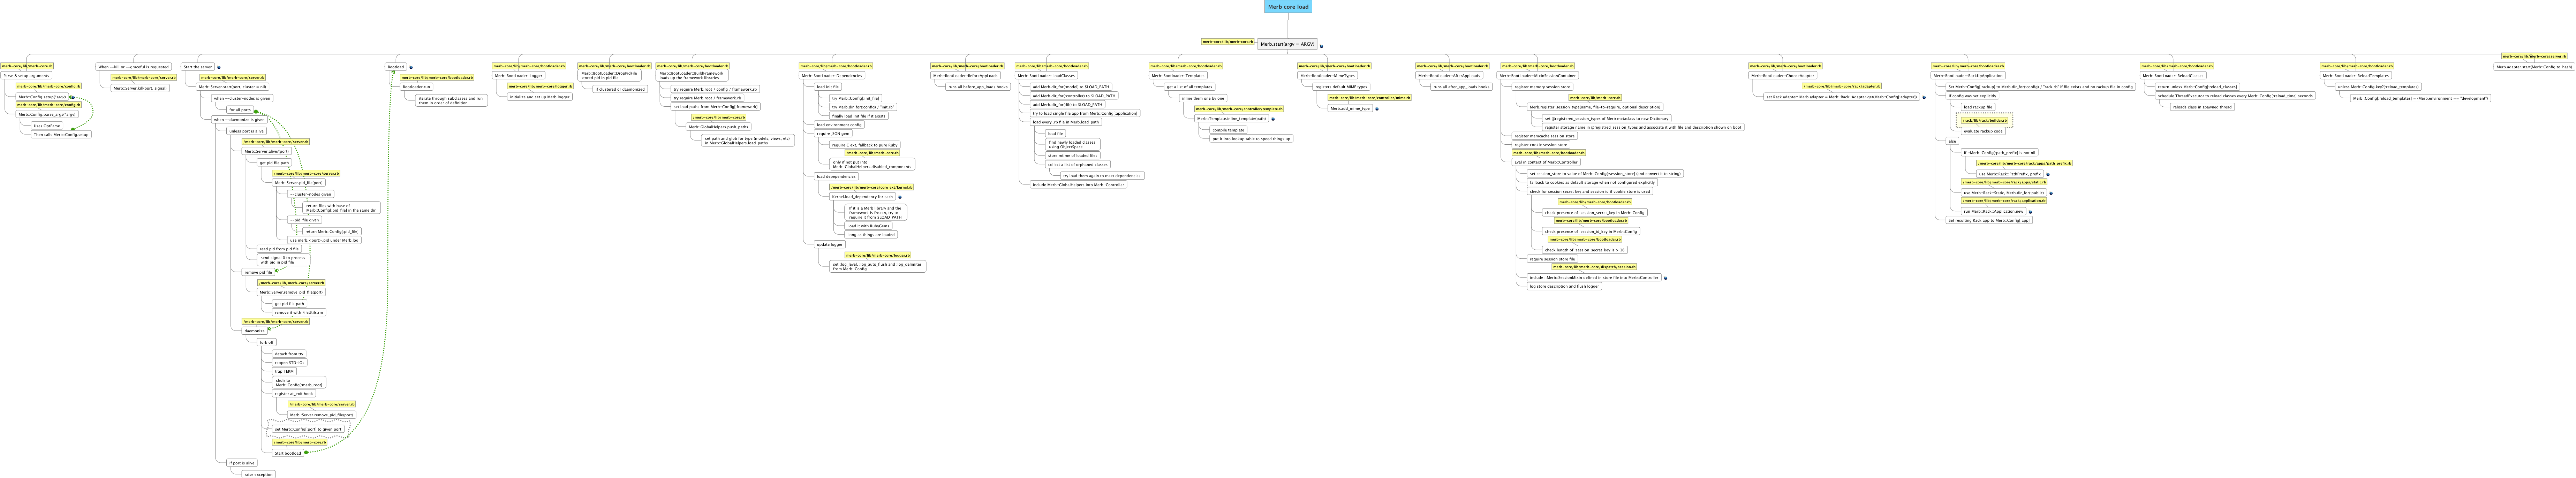 Merb core load
merb-core/lib/merb-core.rb
Merb.start(argv = ARGV)
merb-core/lib/merb-core.rb
Parse & setup arguments
merb-core/lib/merb-core/config.rb
Merb::Config.setup(*argv)
merb-core/lib/merb-core/config.rb
Merb::Config.parse_args(*argv)
Uses OptParse
Then calls Merb::Config.setup
When --kill or --graceful is requested
merb-core/lib/merb-core/server.rb
Merb::Server.kill(port, signal)
Start the server
merb-core/lib/merb-core/server.rb
Merb::Server.start(port, cluster = nil)
when --cluster-nodes is given
for all ports
when --daemonize is given
unless port is alive
/merb-core/lib/merb-core/server.rb
Merb::Server.alive?(port)
get pid file path
/merb-core/lib/merb-core/server.rb
Merb::Server.pid_file(port)
--cluster-nodes given
return files with base of
Merb::Config[:pid_file] in the same dir
--pid_file given
return Merb::Config[:pid_file]
use merb.<port>.pid under Merb.log
read pid from pid file
send signal 0 to process
with pid in pid file
remove pid file
/merb-core/lib/merb-core/server.rb
Merb::Server.remove_pid_file(port)
get pid file path
remove it with FileUtils.rm
/merb-core/lib/merb-core/server.rb
daemonize
fork off
detach from tty
reopen STD IOs
trap TERM
chdir to
Merb::Config[:merb_root]
register at_exit hook
/merb-core/lib/merb-core/server.rb
Merb::Server.remove_pid_file(port)
set Merb::Config[:port] to given port
/merb-core/lib/merb-core.rb
Start bootload
if port is alive
raise exception
Bootload
merb-core/lib/merb-core/bootloader.rb
Bootloader.run
iterate through subclasses and run
them in order of definition
merb-core/lib/merb-core/bootloader.rb
Merb::BootLoader::Logger
merb-core/lib/merb-core/logger.rb
initialize and set up Merb.logger
merb-core/lib/merb-core/bootloader.rb
Merb::BootLoader::DropPidFile
stored pid in pid file
if clustered or daemonized
merb-core/lib/merb-core/bootloader.rb
Merb::BootLoader::BuildFramework
loads up the framework libraries
try require Merb.root / config / framework.rb
try require Merb.root / framework.rb
set load paths from Merb::Config[:framework]
merb-core/lib/merb-core.rb
Merb::GlobalHelpers.push_paths
set path and glob for type (models, views, etc)
in Merb::GlobalHelpers.load_paths
merb-core/lib/merb-core/bootloader.rb
Merb::BootLoader::Dependencies
load init file
try Merb::Config[:init_file]
try Merb.dir_for(:config) / "init.rb"
finally load init file if it exists
load environment config
require JSON gem
require C ext, fallback to pure Ruby
/merb-core/lib/merb-core.rb
only if not put into
Merb::GlobalHelpers.disabled_components
load depependencies
/merb-core/lib/merb-core/core_ext/kernel.rb
Kernel.load_dependency for each
If it is a Merb library and the
framework is frozen, try to
require it from $LOAD_PATH
Load it with RubyGems
Long as things are loaded
update logger
merb-core/lib/merb-core/logger.rb
set :log_level, :log_auto_flush and :log_delimiter
from Merb::Config
merb-core/lib/merb-core/bootloader.rb
Merb::BootLoader::BeforeAppLoads
runs all before_app_loads hooks
merb-core/lib/merb-core/bootloader.rb
Merb::BootLoader::LoadClasses
add Merb.dir_for(:model) to $LOAD_PATH
add Merb.dir_for(:controller) to $LOAD_PATH
add Merb.dir_for(:lib) to $LOAD_PATH
try to load single file app from Merb::Config[:application]
load every .rb file in Merb.load_path
load file
find newly loaded classes
using ObjectSpace
store mtimes of loaded files
collect a list of orphaned classes
try load them again to meet dependencies
include Merb::GlobalHelpers into Merb::Controller
merb-core/lib/merb-core/bootloader.rb
Merb::BootLoader::Templates
get a list of all templates
inline them one by one
merb-core/lib/merb-core/controller/template.rb
Merb::Template.inline_template(path)
compile template
put it into lookup table to speed things up
merb-core/lib/merb-core/bootloader.rb
Merb::BootLoader::MimeTypes
registers default MIME types
merb-core/lib/merb-core/controller/mime.rb
Merb.add_mime_type
merb-core/lib/merb-core/bootloader.rb
Merb::BootLoader::AfterAppLoads
runs all after_app_loads hooks
merb-core/lib/merb-core/bootloader.rb
Merb::BootLoader::MixinSessionContainer
register memory session store
merb-core/lib/merb-core.rb
Merb.register_session_type(name, file-to-require, optional description)
set @registered_session_types of Merb metaclass to new Dictionary
register storage name in @registered_session_types and associate it with file and description shown on boot
register memcache session store
register cookie session store
merb-core/lib/merb-core/bootloader.rb
Eval in context of Merb::Controller
set session_store to value of Merb::Config[:session_store] (and convert it to string)
fallback to cookies as default storage when not configured explicitly
check for session secret key and session id if cookie store is used
merb-core/lib/merb-core/bootloader.rb
check presence of :session_secret_key in Merb::Config
merb-core/lib/merb-core/bootloader.rb
check presence of :session_id_key in Merb::Config
merb-core/lib/merb-core/bootloader.rb
check length of :session_secret_key is > 16
require session store file
merb-core/lib/merb-core/dispatch/session.rb
include ::Merb::SessionMixin defined in store file into Merb::Controller
log store description and flush logger
merb-core/lib/merb-core/bootloader.rb
Merb::BootLoader::ChooseAdapter
/merb-core/lib/merb-core/rack/adapter.rb
set Rack adapter: Merb.adapter = Merb::Rack::Adapter.get(Merb::Config[:adapter])
merb-core/lib/merb-core/bootloader.rb
Merb::BootLoader::RackUpApplication
Set Merb::Config[:rackup] to Merb.dir_for(:config) / "rack.rb" if file exists and no rackup file in config
if config was set explicitly
load rackup file
/rack/lib/rack/builder.rb
evaluate rackup code
else
if ::Merb::Config[:path_prefix] is not nil
/merb-core/lib/merb-core/rack/apps/path_prefix.rb
use Merb::Rack::PathPrefix, prefix
/merb-core/lib/merb-core/rack/apps/static.rb
use Merb::Rack::Static, Merb.dir_for(:public)
/merb-core/lib/merb-core/rack/application.rb
run Merb::Rack::Application.new
Set resulting Rack app to Merb::Config[:app]
merb-core/lib/merb-core/bootloader.rb
Merb::BootLoader::ReloadClasses
return unless Merb::Config[:reload_classes]
schedule ThreadExecutor to reload classes every Merb::Config[:reload_time] seconds
reloads class in spawned thread
merb-core/lib/merb-core/bootloader.rb
Merb::BootLoader::ReloadTemplates
unless Merb::Config.key?(:reload_templates)
Merb::Config[:reload_templates] = (Merb.environment == "development")
merb-core/lib/merb-core/server.rb
Merb.adapter.start(Merb::Config.to_hash)